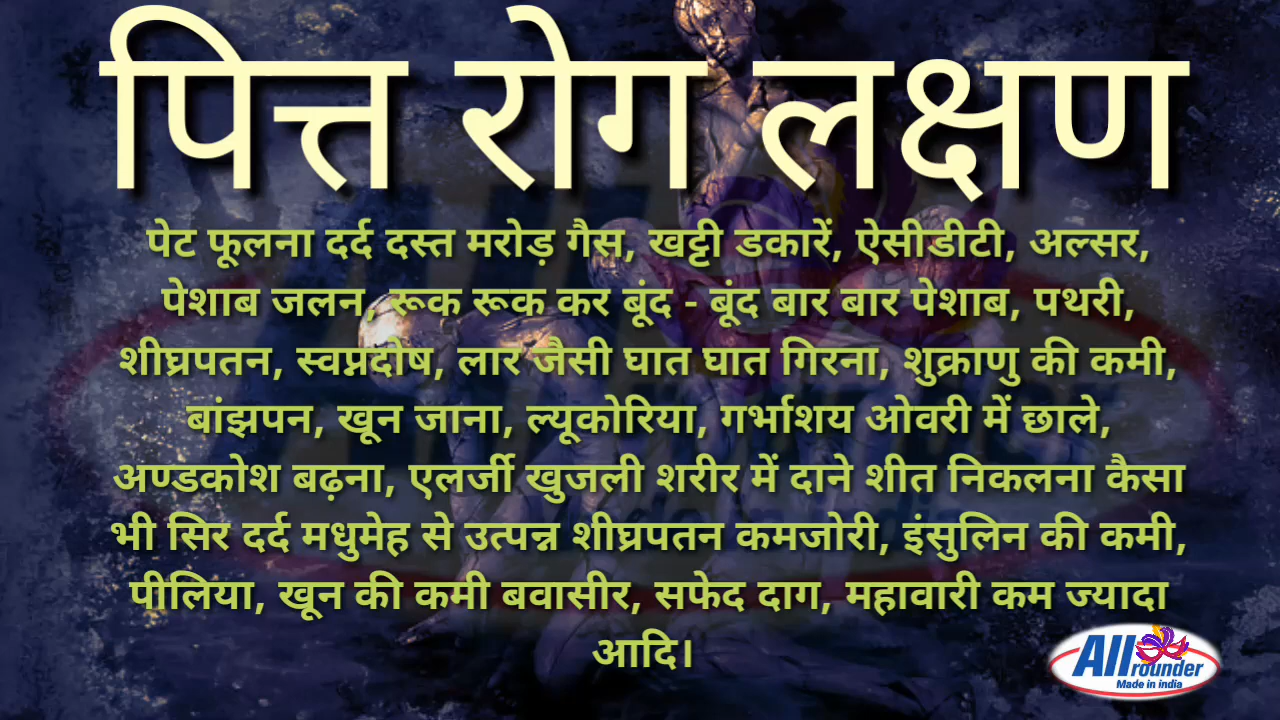 पित्त रोग लक्षण
पेट फूलना दर्द दस्त मरोड़ गैस, खट्टी डकारें, ऐसीडीटी, अल्सर,
पेशाब जलन, रूक रूक कर बूंद - बूंद बार बार पेशाब, पथरी,
शीघ्रपतन, स्वप्नदोष, लार जैसी घात घात गिरना, शुक्राणु की कमी,
बांझपन, खून जाना, ल्यूकोरिया, गर्भाशय ओवरी में छाले,
अण्डकोश बढ़ना, एलर्जी खुजली शरीर में दाने शीत निकलना कैसा
भी सिर दर्द मधुमेह से उत्पन्न शीघ्रपतन कमजोरी, इंसुलिन की कमी,
पीलिया, खून की कमी बवासीर, सफेद दाग, महावारी कम ज्यादा
आदि।
All rounder
Made in india